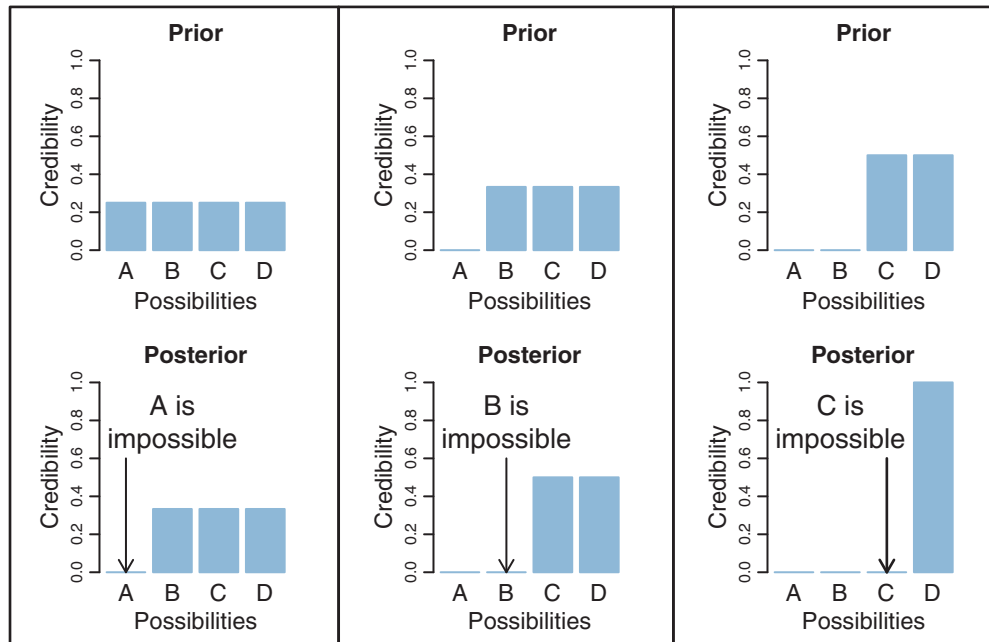 Prior
Credibility
0.0 0.2 0.4 0.6 0.8 1.0
A B C D
Possibilities
Posterior
Credibility
0.0 0.2 0.4 0.6 0.8 1.0
A is
impossible
A B C D
Possibilities
Prior
Credibility
0.0 0.2 0.4 0.6 0.8 1.0
A B C D
Possibilities
Posterior
Credibility
0.0 0.2 0.4 0.6 0.8 1.0
B is
impossible
A B C D
Possibilities
Prior
Credibility
0.0 0.2 0.4 0.6 0.8 1.0
A B C D
Possibilities
Posterior
Credibility
0.0 0.2 0.4 0.6 0.8 1.0
C is
impossible
A B C D
Possibilities